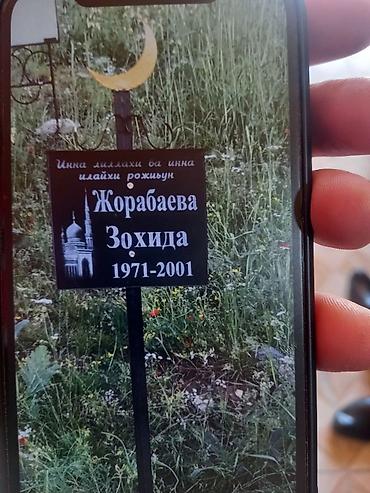 Инна лиллахи ва инна
илайхи рожиъун
Жорабаева
Зохида
1971-2001